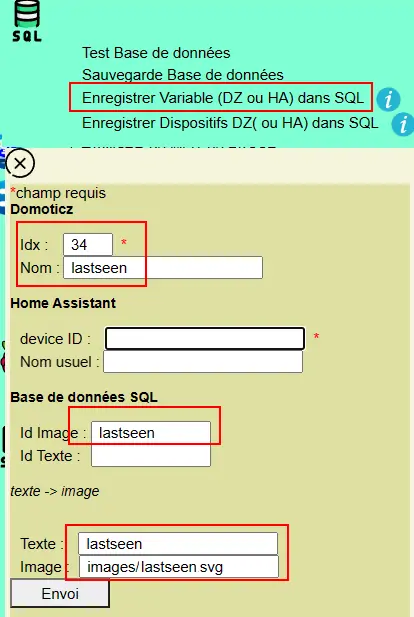 SQL
Test Base de données
Sauvegarde Base de données
Enregistrer Variable (DZ ou HA) dans SQL
Enregistrer Dispositifs DZ( ou HA) dans SQL
*champ requis
Domoticz
Idx : 34 *
Nom : lastseen
Home Assistant
device ID : *
Nom usuel :
Base de données SQL
Id Image : lastseen
Id Texte :
texte -> image
Texte : lastseen
Image : images/lastseen svg
Envoi